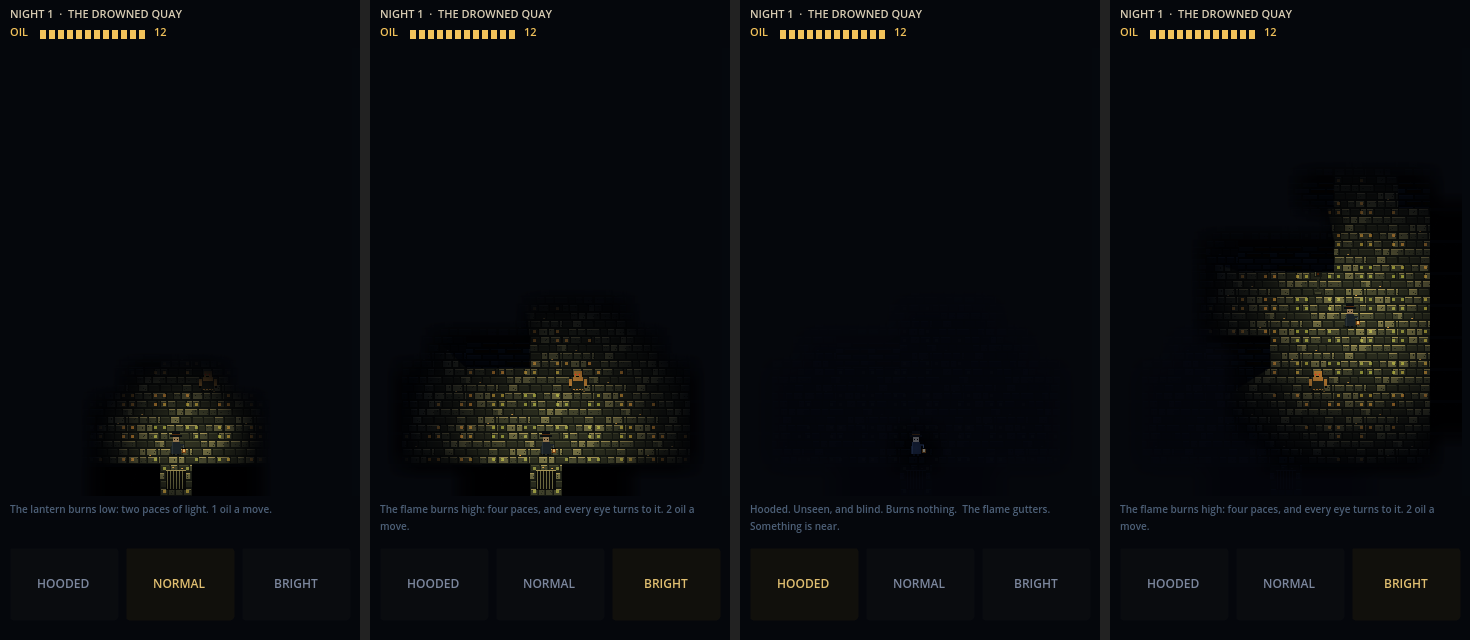 NIGHT 1 · THE DROWNED QUAY
OIL 12
The lantern burns low: two paces of light. 1 oil a move.
HOODED NORMAL BRIGHT
NIGHT 1 · THE DROWNED QUAY
OIL 12
The flame burns high: four paces, and every eye turns to it. 2 oil a
move.
HOODED NORMAL BRIGHT
NIGHT 1 · THE DROWNED QUAY
OIL 12
Hooded. Unseen, and blind. Burns nothing. The flame gutters.
Something is near.
HOODED NORMAL BRIGHT
NIGHT 1 · THE DROWNED QUAY
OIL 12
The flame burns high: four paces, and every eye turns to it. 2 oil a
move.
HOODED NORMAL BRIGHT